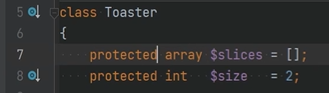 5 class Toaster
6 {
7 protected array $slices = [];
8 protected int $size = 2;